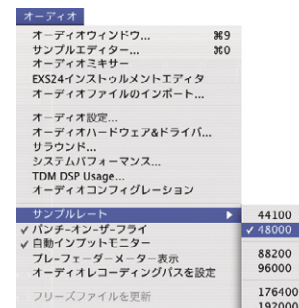 オーディオ
オーディオウィンドウ... ⌘9
サンプルエディター... ⌘0
オーディオミキサー
EXS24インストゥルメントエディタ
オーディオファイルのインポート...
オーディオ設定...
オーディオハードウェア&ドライバ...
サラウンド...
システムパフォーマンス...
TDM DSP Usage...
オーディオコンフィグレーション
サンプルレート ▶ 44100
✓ パンチ-オン-ザ-フライ ✓ 48000
✓ 自動インプットモニター
プレ-フェーダーメーター表示 88200
オーディオレコーディングパスを設定 96000
フリーズファイルを更新 176400
192000